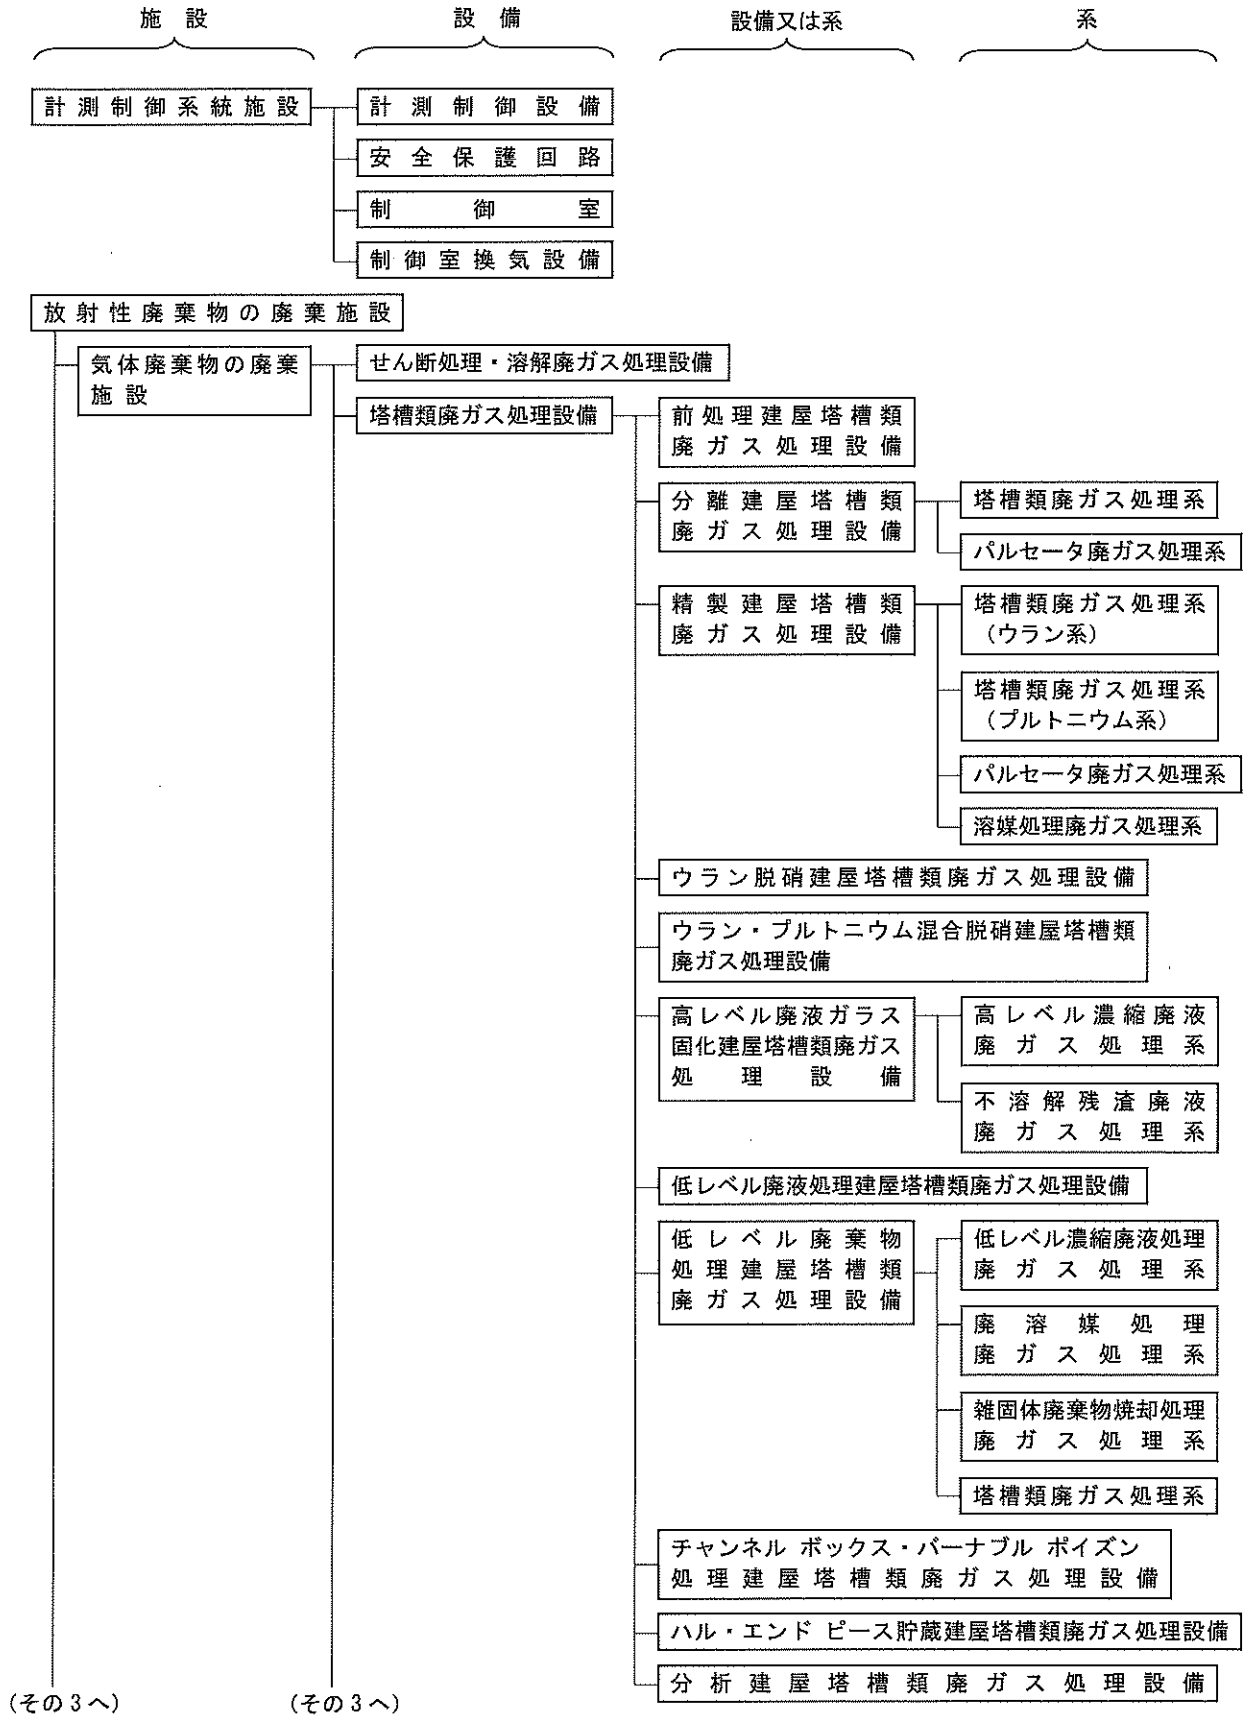 施設
設備
設備又は系
系
計測制御系統施設
計測制御設備
安全保護回路
制御室
制御室換気設備
放射性廃棄物の廃棄施設
気体廃棄物の廃棄
施設
せん断処理・溶解廃ガス処理設備
塔槽類廃ガス処理設備
前処理建屋塔槽類
廃ガス処理設備
分離建屋塔槽類
廃ガス処理設備
塔槽類廃ガス処理系
パルセータ廃ガス処理系
精製建屋塔槽類
廃ガス処理設備
塔槽類廃ガス処理系
(ウラン系)
塔槽類廃ガス処理系
(プルトニウム系)
パルセータ廃ガス処理系
溶媒処理廃ガス処理系
ウラン脱硝建屋塔槽類廃ガス処理設備
ウラン・プルトニウム混合脱硝建屋塔槽類
廃ガス処理設備
高レベル廃液ガラス
固化建屋塔槽類廃ガス
処理設備
高レベル濃縮廃液
廃ガス処理系
不溶解残渣廃液
廃ガス処理系
低レベル廃液処理建屋塔槽類廃ガス処理設備
低レベル廃棄物
処理建屋塔槽類
廃ガス処理設備
低レベル濃縮廃液処理
廃ガス処理系
廃溶媒処理
廃ガス処理系
雑固体廃棄物焼却処理
廃ガス処理系
塔槽類廃ガス処理系
チャンネル ボックス・バーナブル ポイズン
処理建屋塔槽類廃ガス処理設備
ハル・エンド ピース貯蔵建屋塔槽類廃ガス処理設備
分析建屋塔槽類廃ガス処理設備
(その3へ)
(その3へ)